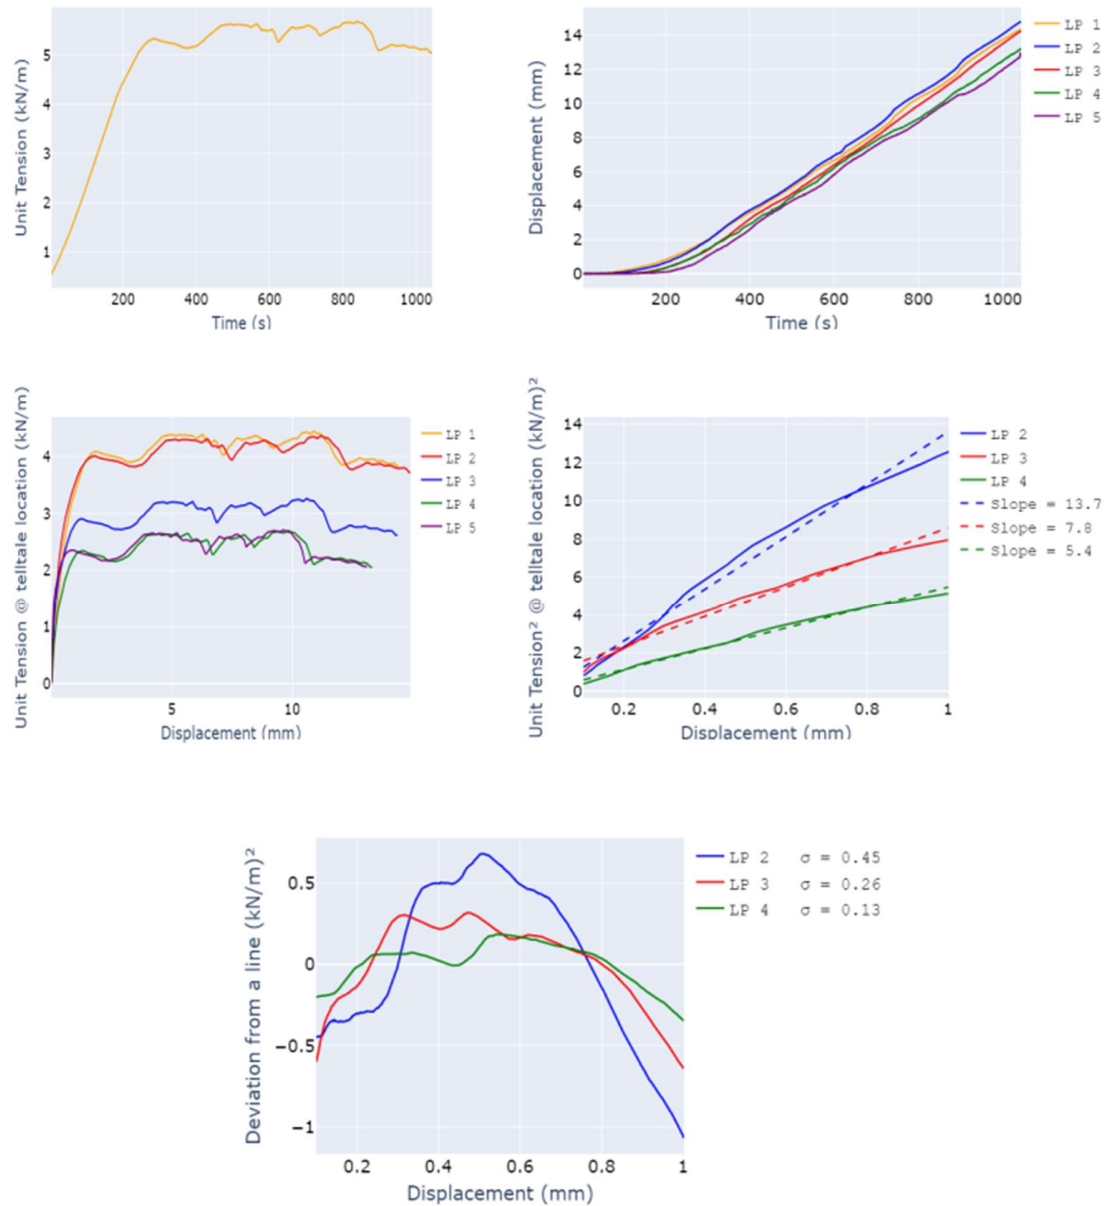 Unit Tension (kN/m)
5
4
3
2
1
200
400
600
800
1000
Time (s)
Displacement (mm)
14
12
10
8
6
4
2
0
200
400
600
800
1000
Time (s)
LP 1
LP 2
LP 3
LP 4
LP 5
Unit Tension @ telltale location (kN/m)
4
3
2
1
0
5
10
Displacement (mm)
LP 1
LP 2
LP 3
LP 4
LP 5
Unit Tension² @ telltale location (kN/m)²
14
12
10
8
6
4
2
0
0.2
0.4
0.6
0.8
1
Displacement (mm)
LP 2
LP 3
LP 4
Slope = 13.7
Slope = 7.8
Slope = 5.4
Deviation from a line (kN/m)²
0.5
0
−0.5
−1
0.2
0.4
0.6
0.8
1
Displacement (mm)
LP 2 σ = 0.45
LP 3 σ = 0.26
LP 4 σ = 0.13